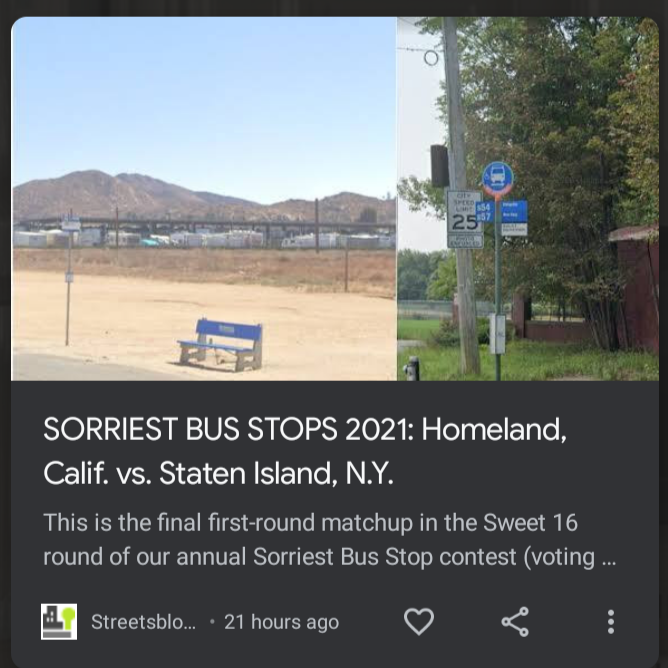 CITY
SPEED
LIMIT
25
PHOTO
ENFORCED
S54
S57
SORRIEST BUS STOPS 2021: Homeland,
Calif. vs. Staten Island, N.Y.
This is the final first-round matchup in the Sweet 16
round of our annual Sorriest Bus Stop contest (voting ...
Streetsblo... • 21 hours ago